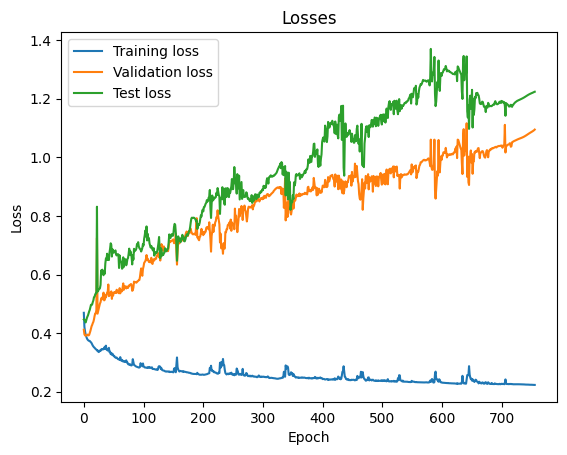 Losses
Training loss
Validation loss
Test loss
1.4
1.2
1.0
0.8
0.6
0.4
0.2
Loss
0 100 200 300 400 500 600 700
Epoch